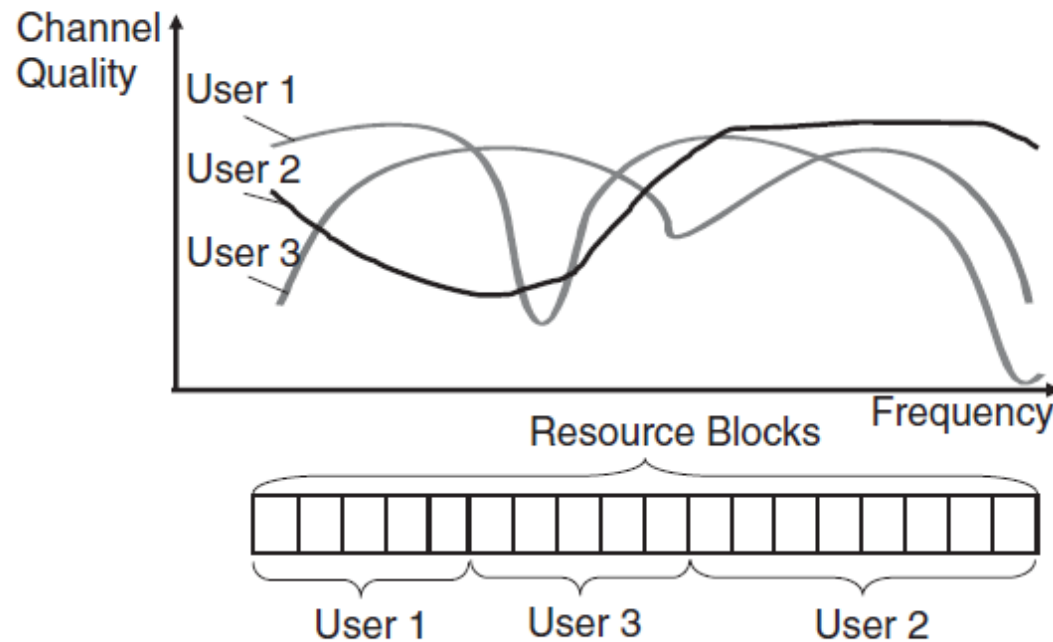 Channel
Quality
User 1
User 2
User 3
Frequency
Resource Blocks
User 1
User 3
User 2